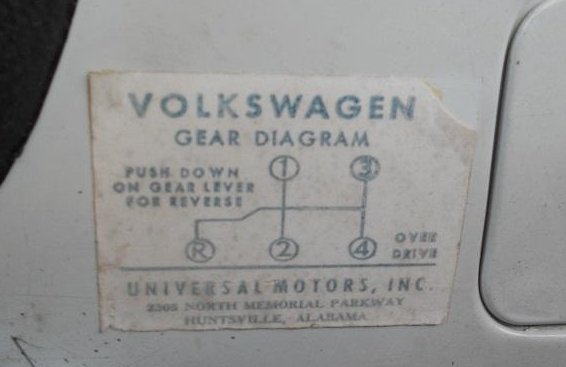 VOLKSWAGEN
GEAR DIAGRAM
1 3
PUSH DOWN
ON GEAR LEVER
FOR REVERSE
R 2 4 OVER
DRIVE
UNIVERSAL MOTORS, INC.
2305 NORTH MEMORIAL PARKWAY
HUNTSVILLE, ALABAMA